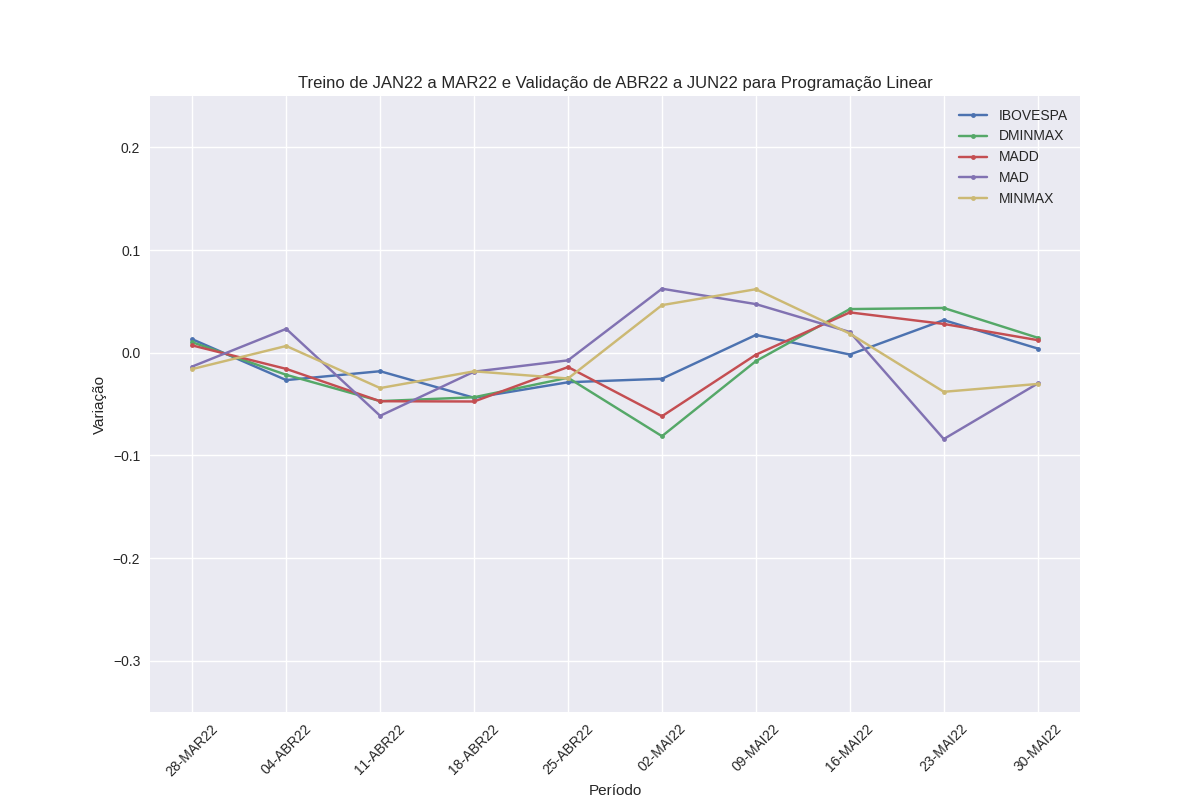 Treino de JAN22 a MAR22 e Validação de ABR22 a JUN22 para Programação Linear
IBOVESPA
DMINMAX
MADD
MAD
MINMAX
0.2
0.1
0.0
−0.1
−0.2
−0.3
Variação
28-MAR22
04-ABR22
11-ABR22
18-ABR22
25-ABR22
02-MAI22
09-MAI22
16-MAI22
23-MAI22
30-MAI22
Período